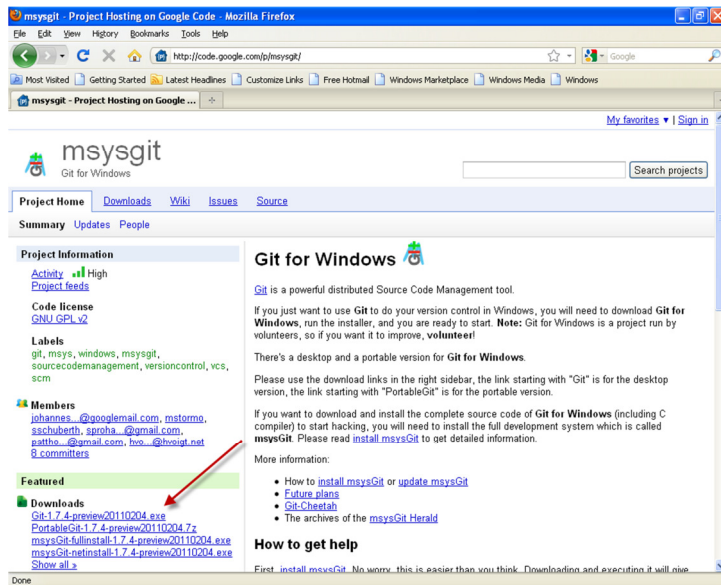 msysgit - Project Hosting on Google Code - Mozilla Firefox
File Edit View History Bookmarks Tools Help
http://code.google.com/p/msysgit/
Google
Most Visited Getting Started Latest Headlines Customize Links Free Hotmail Windows Marketplace Windows Media Windows
msysgit - Project Hosting on Google ...
My favorites ▼ | Sign in
msysgit
Git for Windows
Search projects
Project Home Downloads Wiki Issues Source
Summary Updates People
Project Information
Activity High
Project feeds
Code license
GNU GPL v2
Labels
git, msys, windows, msysgit,
sourcecodemanagement, versioncontrol, vcs,
scm
Members
johannes...@googlemail.com, mstormo,
sschuberth, sproha...@gmail.com,
pattho...@gmail.com, hvo...@hvoigt.net
8 committers
Featured
Downloads
Git-1.7.4-preview20110204.exe
PortableGit-1.7.4-preview20110204.7z
msysGit-fullinstall-1.7.4-preview20110204.exe
msysGit-netinstall-1.7.4-preview20110204.exe
Show all »
Git for Windows
Git is a powerful distributed Source Code Management tool.
If you just want to use Git to do your version control in Windows, you will need to download Git for
Windows, run the installer, and you are ready to start. Note: Git for Windows is a project run by
volunteers, so if you want it to improve, volunteer!
There's a desktop and a portable version for Git for Windows.
Please use the download links in the right sidebar, the link starting with "Git" is for the desktop
version, the link starting with "PortableGit" is for the portable version.
If you want to download and install the complete source code of Git for Windows (including C
compiler) to start hacking, you will need to install the full development system which is called
msysGit. Please read install msysGit to get detailed information.
More information:
• How to install msysGit or update msysGit
• Future plans
• Git-Cheetah
• The archives of the msysGit Herald
How to get help
First, install msysGit. No worry, this is easier than you think. Downloading and executing it will give
Done